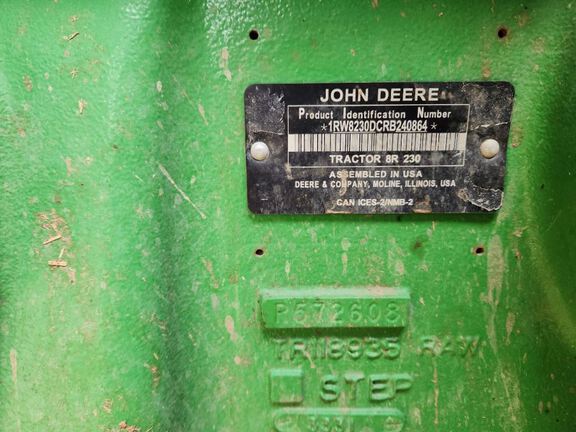 JOHN DEERE
Product Identification Number
*1RW8230DCRB240864*
TRACTOR 8R 230
ASSEMBLED IN USA
DEERE & COMPANY, MOLINE, ILLINOIS, USA
CAN ICES-2/NMB-2
P572608
TR118935 RAW
STEP